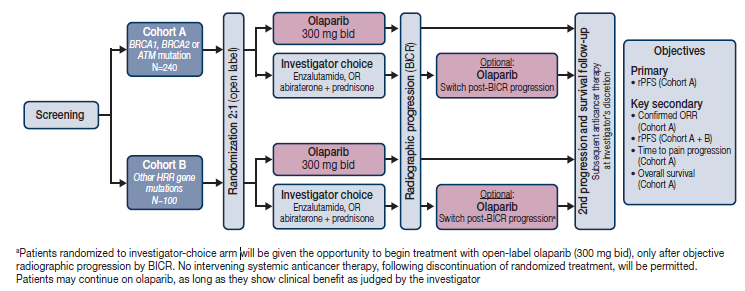 Screening
Cohort A
BRCA1, BRCA2 or
ATM mutation
N=240
Cohort B
Other HRR gene
mutations
N~100
Randomization 2:1 (open label)
Olaparib
300 mg bid
Investigator choice
Enzalutamide, OR
abiraterone + prednisone
Olaparib
300 mg bid
Investigator choice
Enzalutamide, OR
abiraterone + prednisone
Radiographic progression (BICR)
Optional:
Olaparib
Switch post-BICR progression
Optional:
Olaparib
Switch post-BICR progressionᵃ
2nd progression and survival follow-up
Subsequent anticancer therapy
at investigator's discretion
Objectives
Primary
• rPFS (Cohort A)
Key secondary
• Confirmed ORR
(Cohort A)
• rPFS (Cohort A + B)
• Time to pain progression
(Cohort A)
• Overall survival
(Cohort A)
ᵃPatients randomized to investigator-choice arm will be given the opportunity to begin treatment with open-label olaparib (300 mg bid), only after objective
radiographic progression by BICR. No intervening systemic anticancer therapy, following discontinuation of randomized treatment, will be permitted.
Patients may continue on olaparib, as long as they show clinical benefit as judged by the investigator